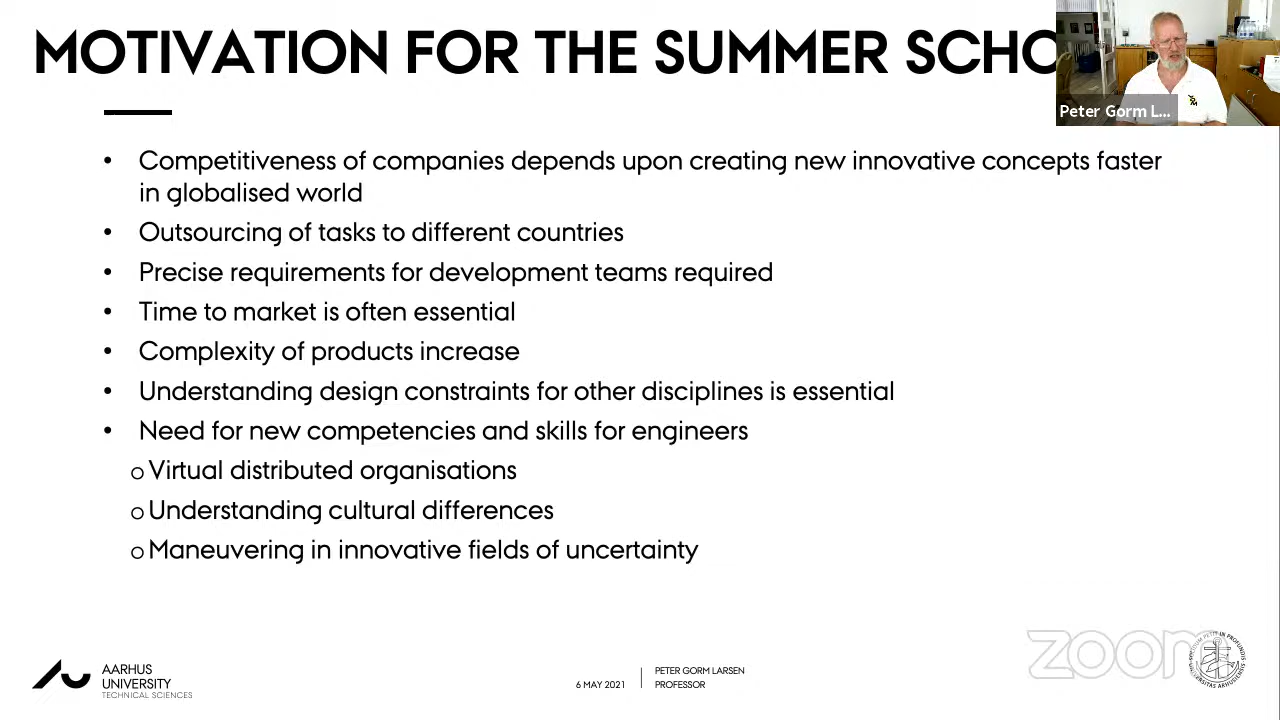 MOTIVATION FOR THE SUMMER SCHO
Peter Gorm L...
• Competitiveness of companies depends upon creating new innovative concepts faster
in globalised world
• Outsourcing of tasks to different countries
• Precise requirements for development teams required
• Time to market is often essential
• Complexity of products increase
• Understanding design constraints for other disciplines is essential
• Need for new competencies and skills for engineers
o Virtual distributed organisations
o Understanding cultural differences
o Maneuvering in innovative fields of uncertainty
AARHUS
UNIVERSITY
TECHNICAL SCIENCES
6 MAY 2021
PETER GORM LARSEN
PROFESSOR
zoom